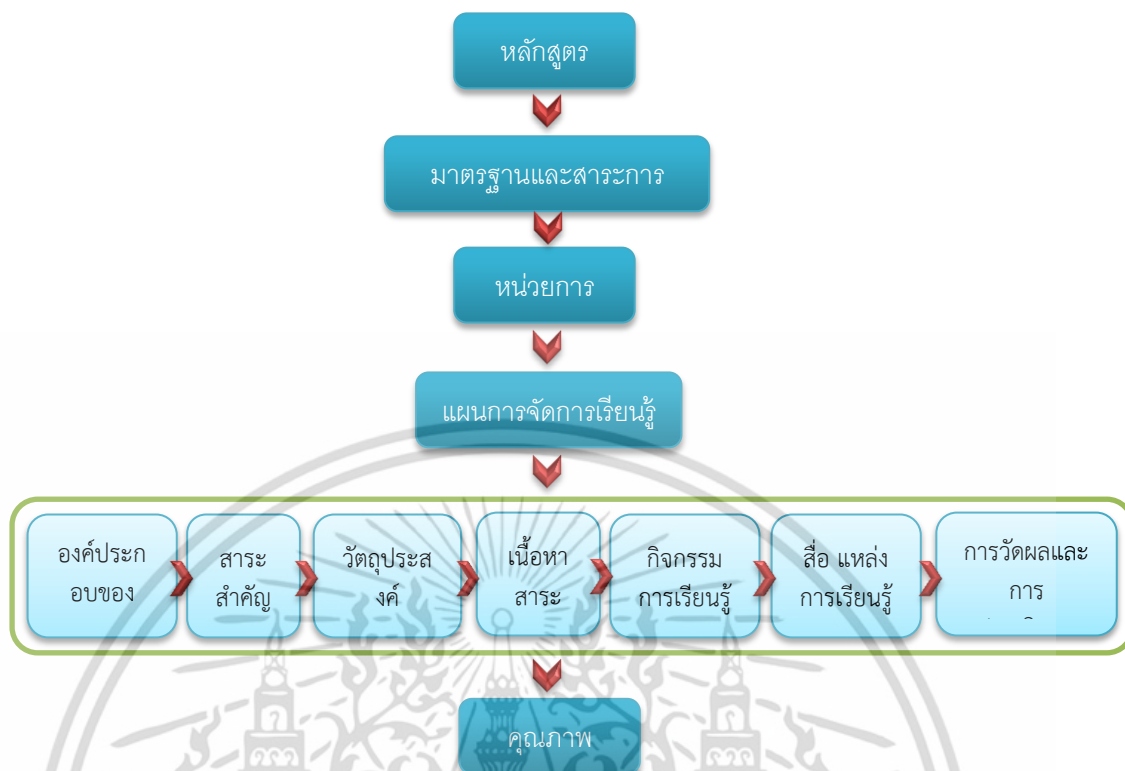 หลักสูตร
มาตรฐานและสาระการ
หน่วยการ
แผนการจัดการเรียนรู้
องค์ประก
อบของ
สาระ
สำคัญ
วัตถุประส
งค์
เนื้อหา
สาระ
กิจกรรม
การเรียนรู้
สื่อ แหล่ง
การเรียนรู้
การวัดผลและ
การ
คุณภาพ